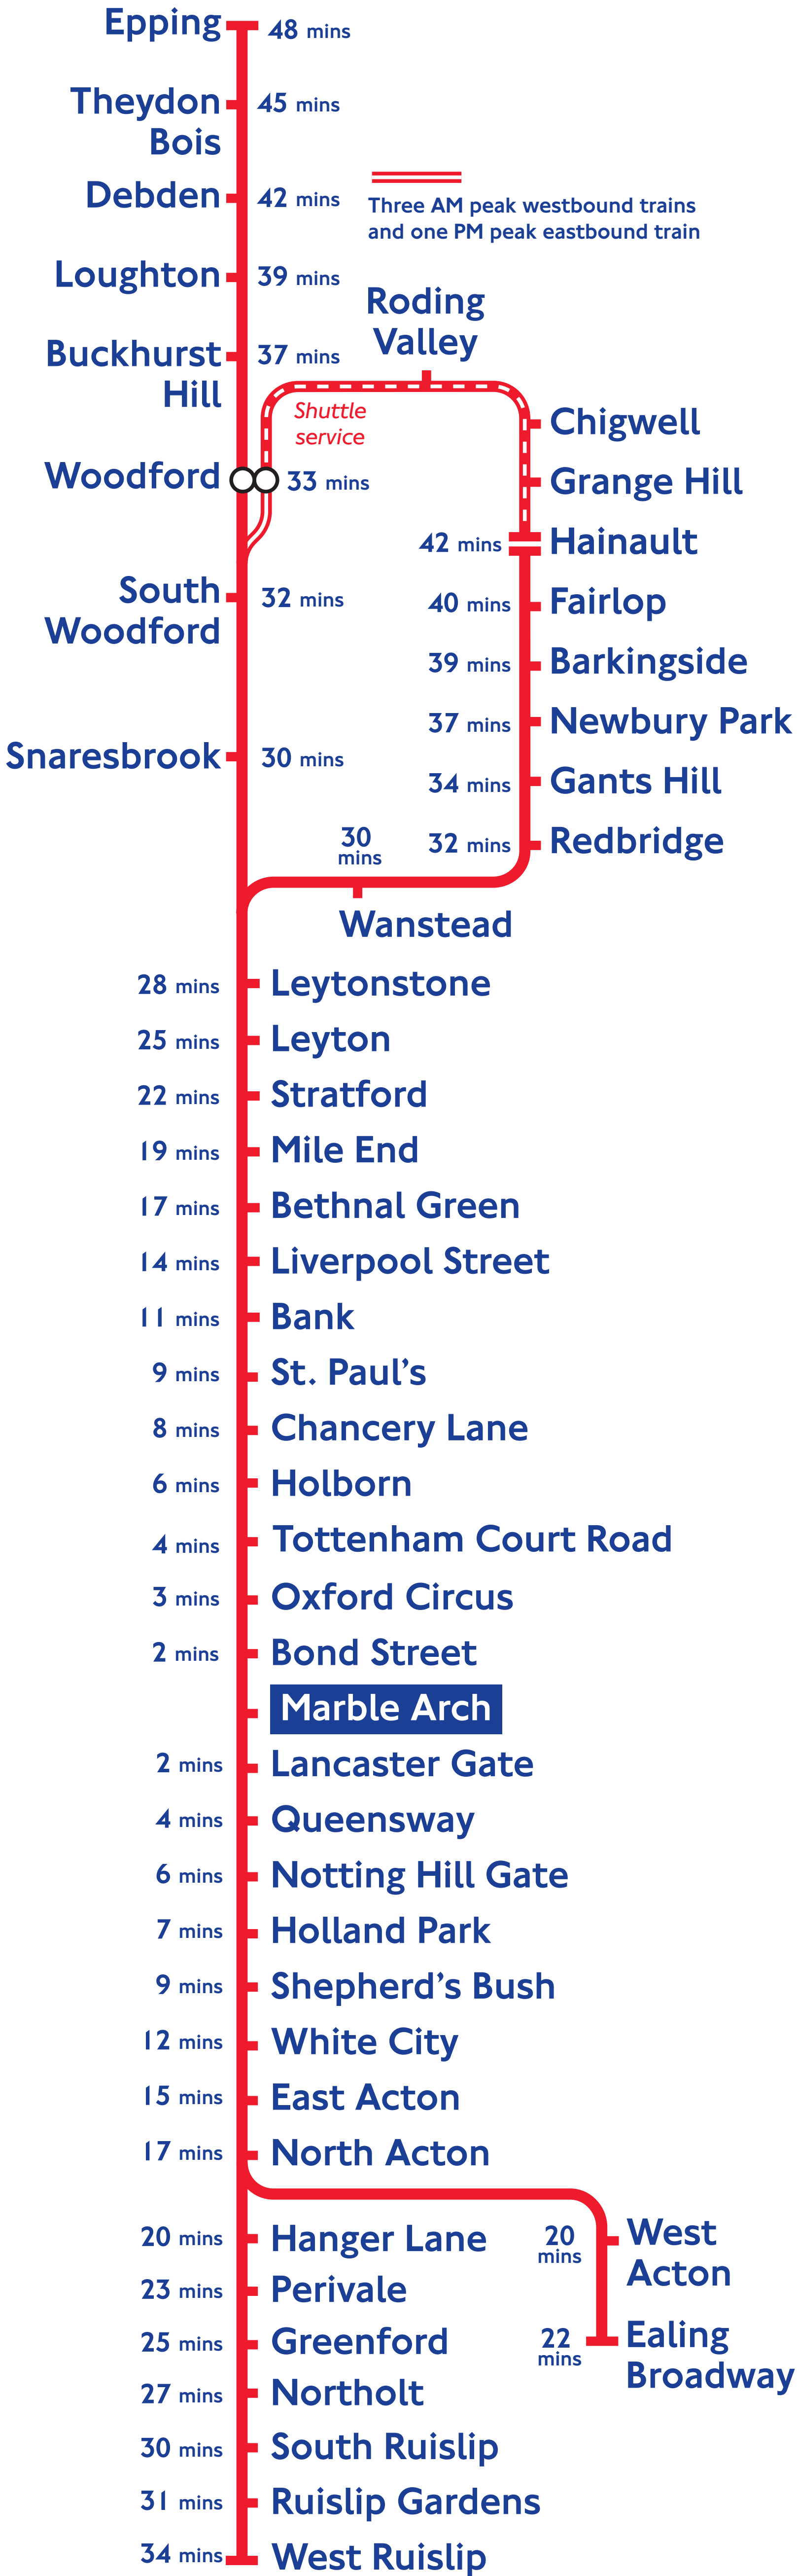 Epping
48 mins
Theydon
Bois
45 mins
Debden
42 mins
Three AM peak westbound trains
and one PM peak eastbound train
Loughton
39 mins
Roding
Valley
Buckhurst
Hill
37 mins
Shuttle
service
Chigwell
Woodford
33 mins
Grange Hill
42 mins
Hainault
South
Woodford
32 mins
40 mins
Fairlop
39 mins
Barkingside
37 mins
Newbury Park
Snaresbrook
30 mins
34 mins
Gants Hill
32 mins
Redbridge
30
mins
Wanstead
28 mins
Leytonstone
25 mins
Leyton
22 mins
Stratford
19 mins
Mile End
17 mins
Bethnal Green
14 mins
Liverpool Street
11 mins
Bank
9 mins
St. Paul’s
8 mins
Chancery Lane
6 mins
Holborn
4 mins
Tottenham Court Road
3 mins
Oxford Circus
2 mins
Bond Street
Marble Arch
2 mins
Lancaster Gate
4 mins
Queensway
6 mins
Notting Hill Gate
7 mins
Holland Park
9 mins
Shepherd’s Bush
12 mins
White City
15 mins
East Acton
17 mins
North Acton
20 mins
Hanger Lane
20
mins
West
Acton
23 mins
Perivale
25 mins
Greenford
22
mins
Ealing
Broadway
27 mins
Northolt
30 mins
South Ruislip
31 mins
Ruislip Gardens
34 mins
West Ruislip